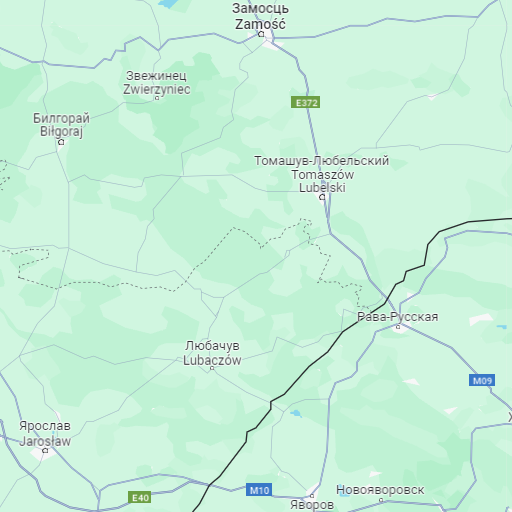 Замосць
Zamość
Звежинец
Zwierzyniec
E372
Билгорай
Biłgoraj
Томашув-Любельский
Tomaszów
Lubelski
Рава-Русская
Любачув
Lubaczów
M09
Ярослав
Jarosław
E40
M10
Новояворовск
Яворов